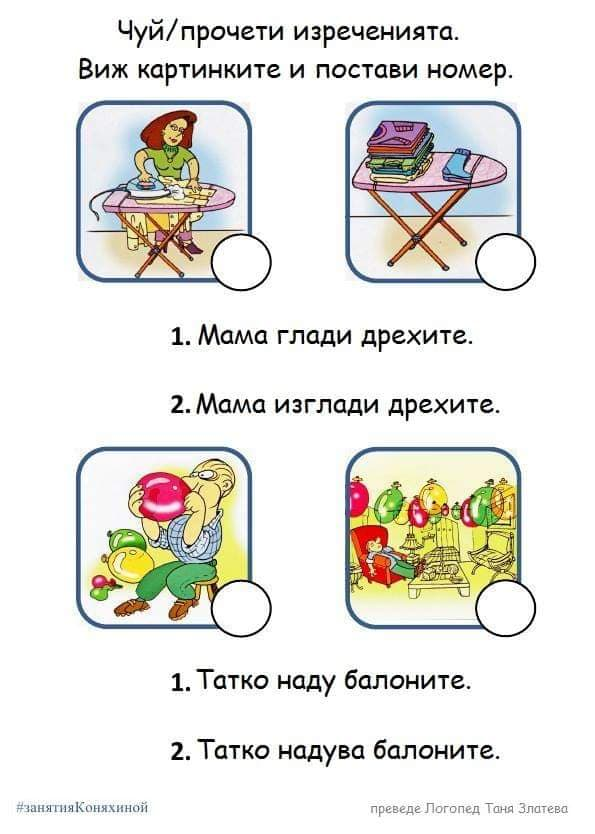 Чуй/прочети изреченията.
Виж картинките и постави номер.
1. Мама глади дрехите.
2. Мама изглади дрехите.
1. Татко наду балоните.
2. Татко надува балоните.
#занятияКоняхиной
преведе Логопед Таня Златева